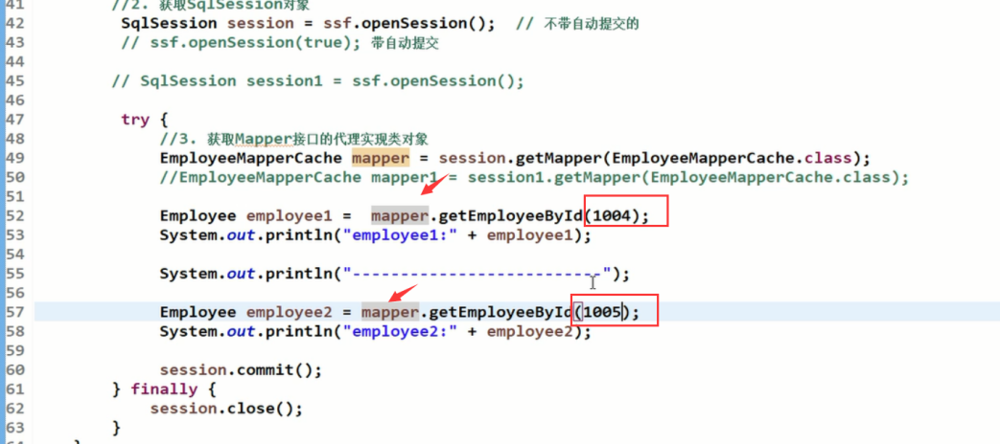 41 //2. 获取SqlSession对象
42 SqlSession session = ssf.openSession(); // 不带自动提交的
43 // ssf.openSession(true); 带自动提交
44
45 // SqlSession session1 = ssf.openSession();
46
47 try {
48 //3. 获取Mapper接口的代理实现类对象
49 EmployeeMapperCache mapper = session.getMapper(EmployeeMapperCache.class);
50 //EmployeeMapperCache mapper1 = session1.getMapper(EmployeeMapperCache.class);
51
52 Employee employee1 = mapper.getEmployeeById(1004);
53 System.out.println("employee1:" + employee1);
54
55 System.out.println("--------------------------");
56
57 Employee employee2 = mapper.getEmployeeById(1005);
58 System.out.println("employee2:" + employee2);
59
60 session.commit();
61 } finally {
62 session.close();
63 }
64 }